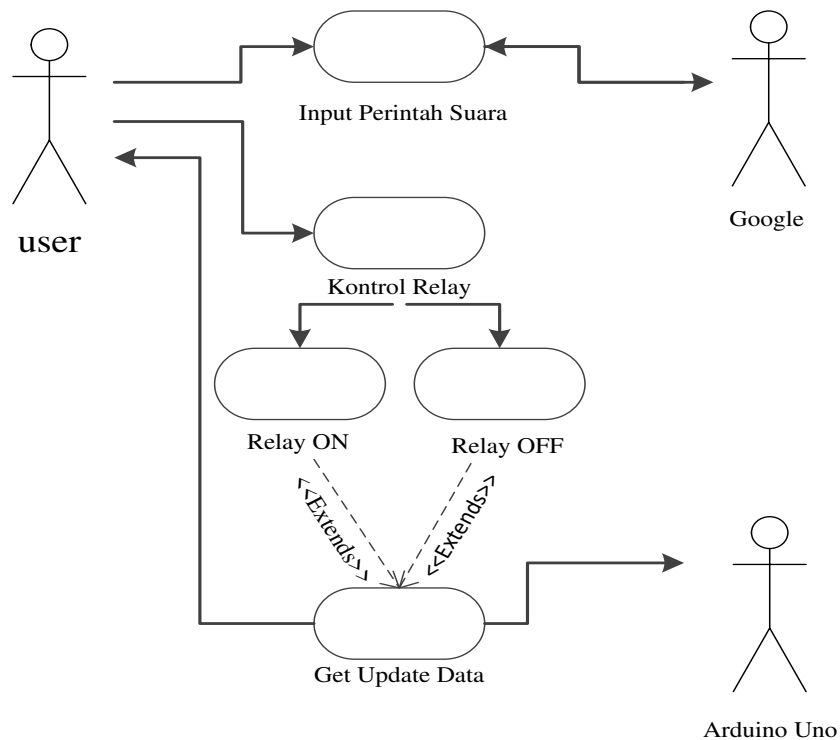 Input Perintah Suara
Google
user
Kontrol Relay
Relay ON
Relay OFF
<<Extends>>
<<Extends>>
Get Update Data
Arduino Uno